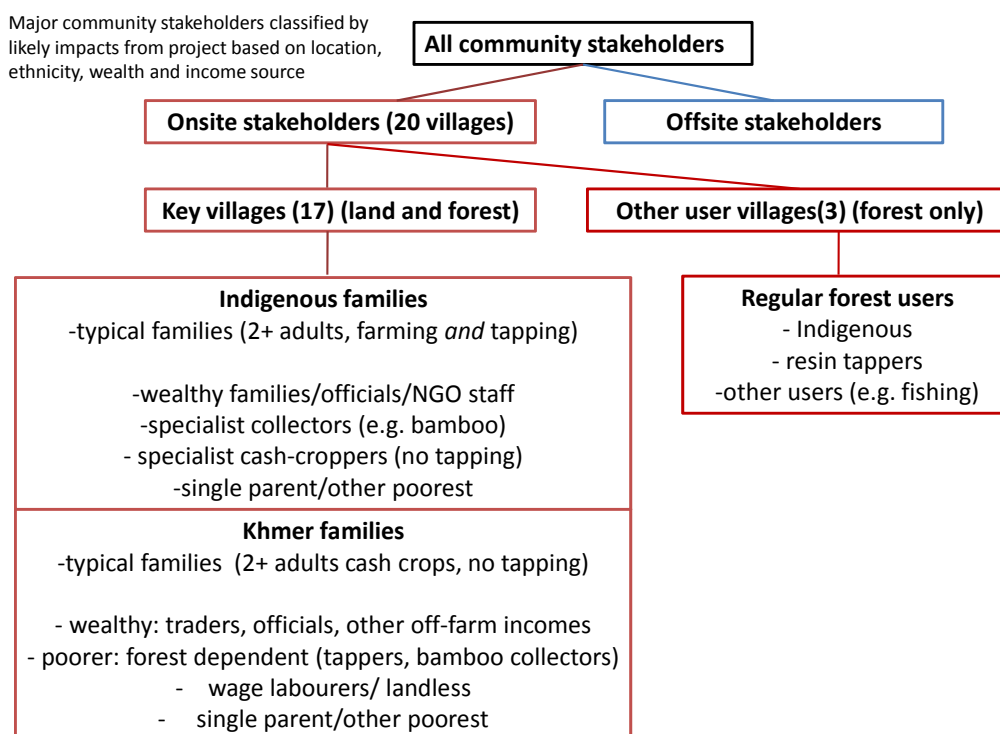 Major community stakeholders classified by
likely impacts from project based on location,
ethnicity, wealth and income source
All community stakeholders
Onsite stakeholders (20 villages)
Offsite stakeholders
Key villages (17) (land and forest)
Other user villages(3) (forest only)
Indigenous families
-typical families (2+ adults, farming and tapping)
-wealthy families/officials/NGO staff
-specialist collectors (e.g. bamboo)
- specialist cash-croppers (no tapping)
-single parent/other poorest
Regular forest users
- Indigenous
- resin tappers
-other users (e.g. fishing)
Khmer families
-typical families  (2+ adults cash crops, no tapping)
- wealthy: traders, officials, other off-farm incomes
- poorer: forest dependent (tappers, bamboo collectors)
- wage labourers/ landless
- single parent/other poorest